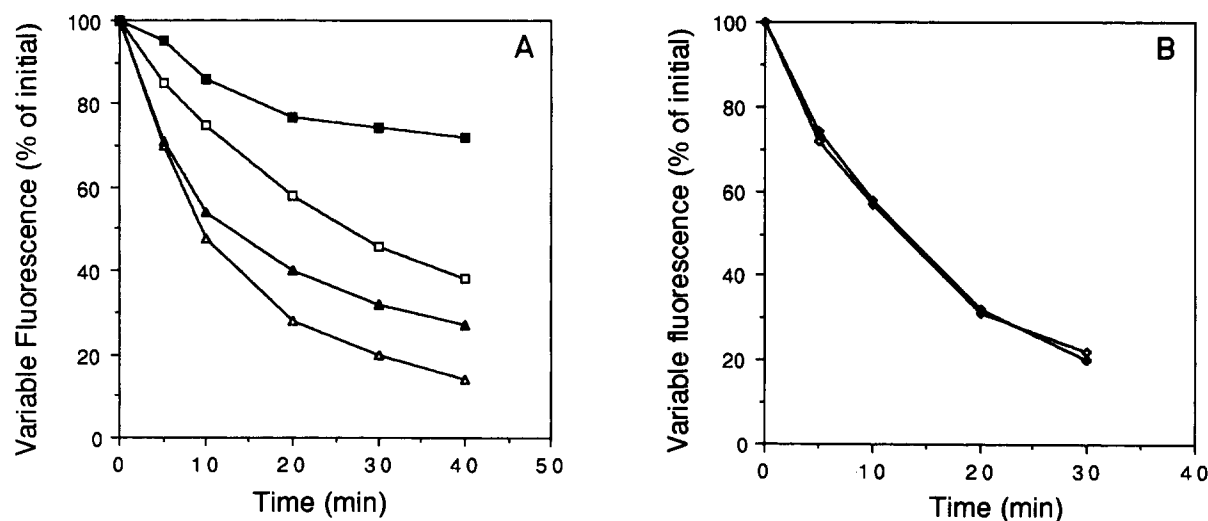 A
Variable Fluorescence (% of initial)
100
80
60
40
20
0
0 10 20 30 40 50
Time (min)
B
Variable fluorescence (% of initial)
100
80
60
40
20
0
0 10 20 30 40
Time (min)